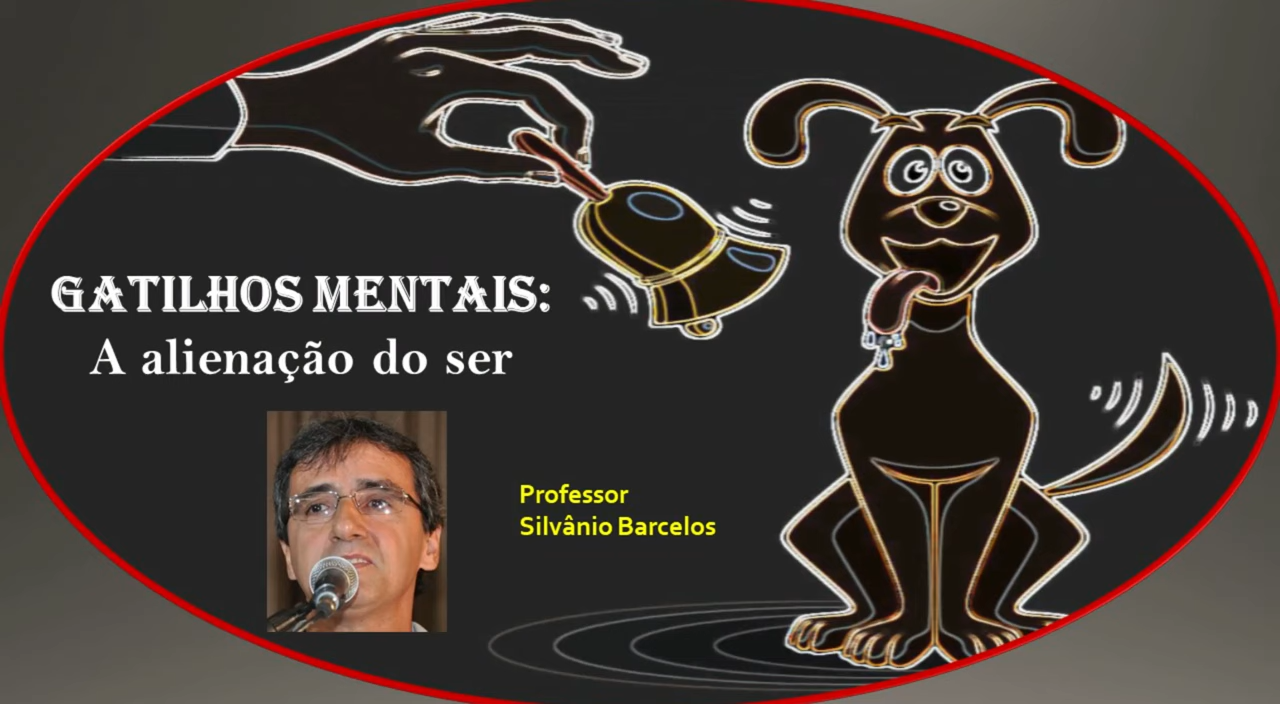 GATILHOS MENTAIS:
A alienação do ser
Professor
Silvânio Barcelos